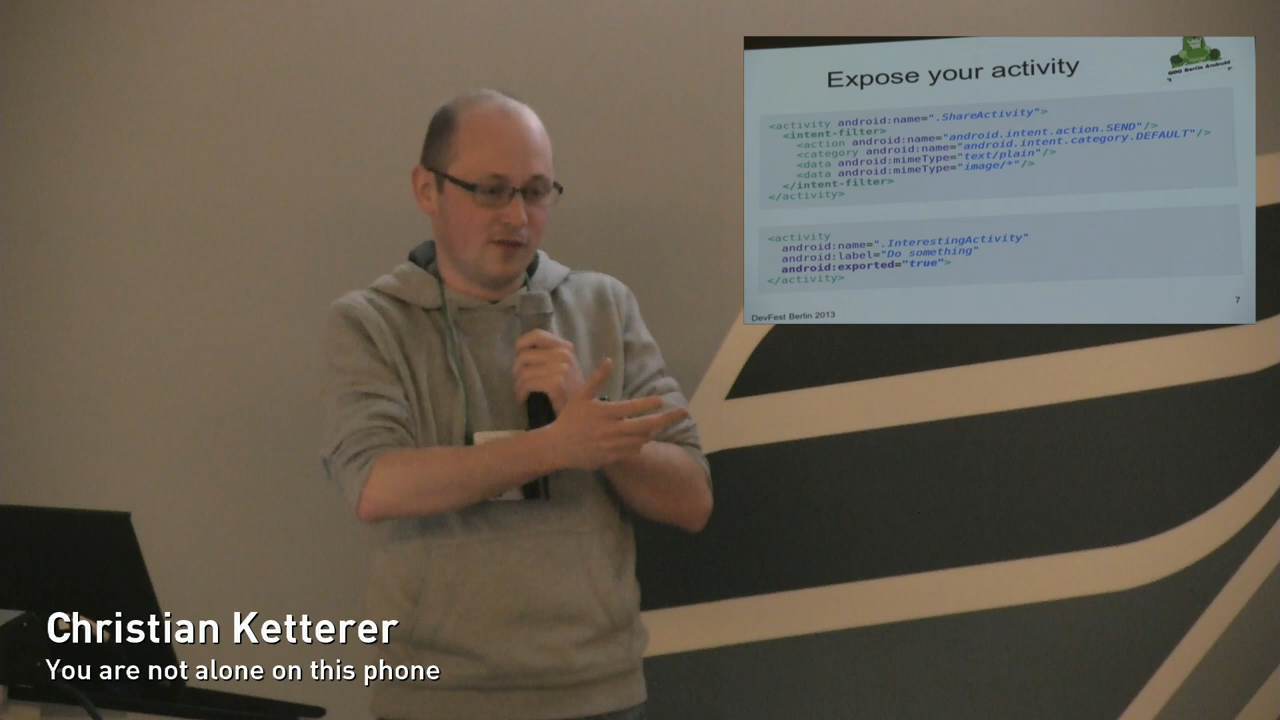 Expose your activity
GDG Berlin Android
<activity android:name=".ShareActivity">
<intent-filter>
<action android:name="android.intent.action.SEND"/>
<category android:name="android.intent.category.DEFAULT"/>
<data android:mimeType="text/plain"/>
<data android:mimeType="image/*"/>
</intent-filter>
</activity>
<activity
android:name=".InterestingActivity"
android:label="Do something"
android:exported="true">
</activity>
7
DevFest Berlin 2013
Christian Ketterer
You are not alone on this phone